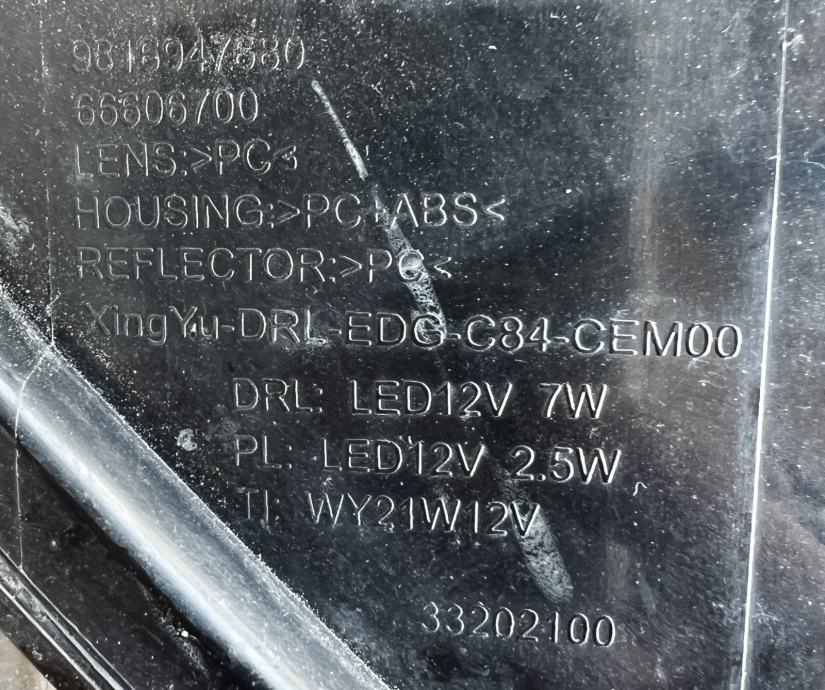 66606700
LENS:>PC<
HOUSING:>PC+ABS<
REFLECTOR:>PC<
XingYu-DRL-EDG-C84-CEM00
DRL: LED12V 7W
PL: LED12V 2.5W
TI: WY21W12V
33202100